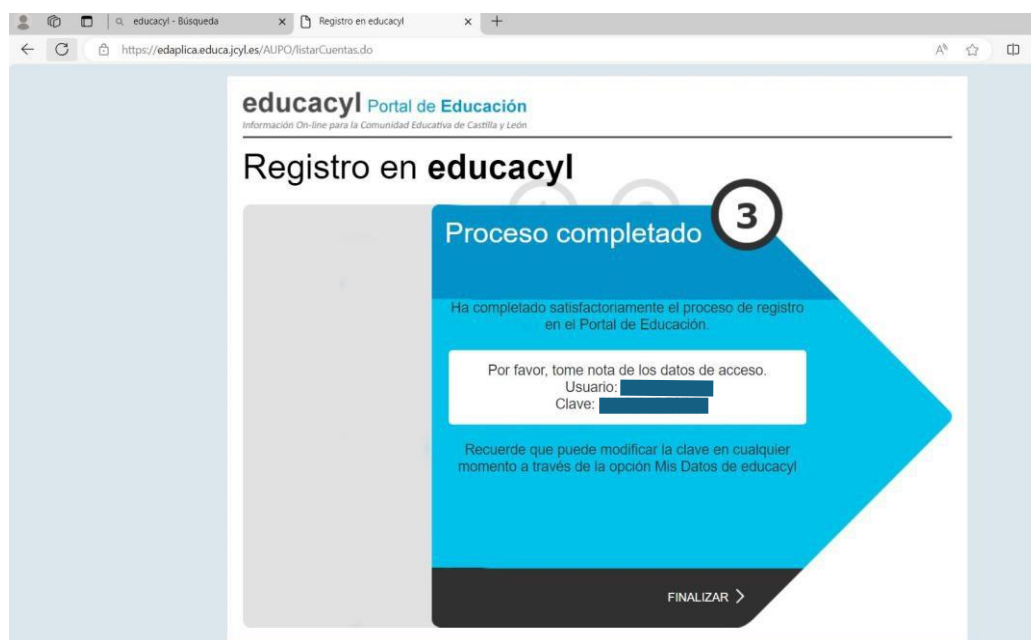 educacyl - Búsqueda
Registro en educacyl
https://edaplica.educa.jcyl.es/AUPO/listarCuentas.do
educacyl Portal de Educación
Información On-line para la Comunidad Educativa de Castilla y León
Registro en educacyl
3
Proceso completado
Ha completado satisfactoriamente el proceso de registro
en el Portal de Educación.
Por favor, tome nota de los datos de acceso.
Usuario:
Clave:
Recuerde que puede modificar la clave en cualquier
momento a través de la opción Mis Datos de educacyl
FINALIZAR